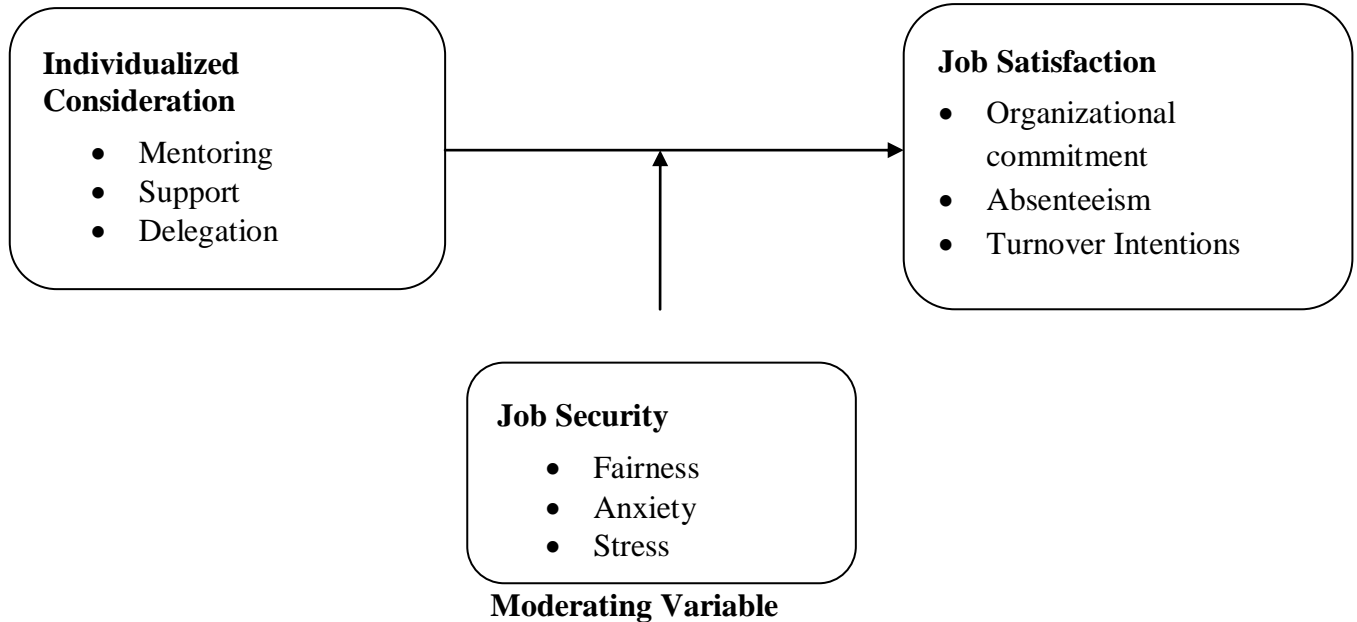 Individualized
Consideration
• Mentoring
• Support
• Delegation
Job Satisfaction
• Organizational
commitment
• Absenteeism
• Turnover Intentions
Job Security
• Fairness
• Anxiety
• Stress
Moderating Variable